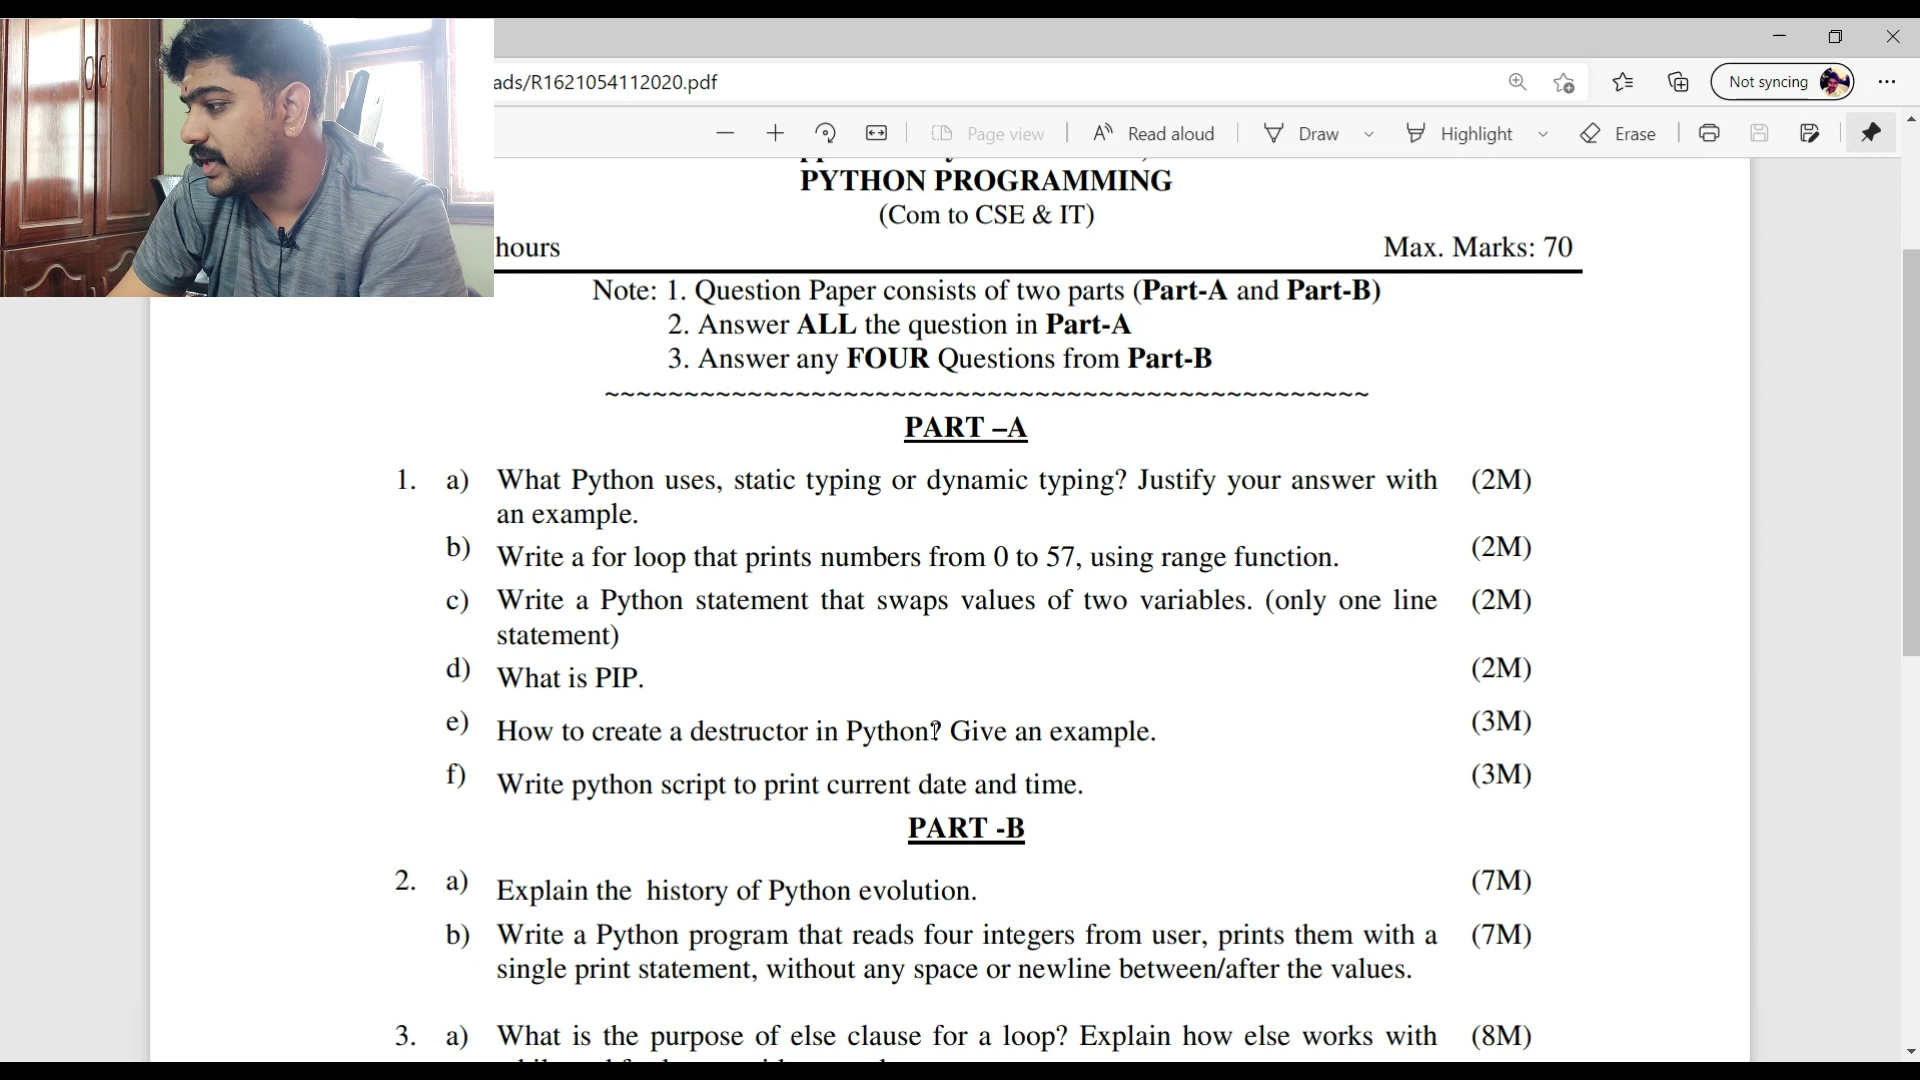 ads/R1621054112020.pdf
Not syncing
Page view
Read aloud
Draw
Highlight
Erase
PYTHON PROGRAMMING
(Com to CSE & IT)
hours Max. Marks: 70
Note: 1. Question Paper consists of two parts (Part-A and Part-B)
2. Answer ALL the question in Part-A
3. Answer any FOUR Questions from Part-B
~~~~~~~~~~~~~~~~~~~~~~~~~~~~~~~~~~~~~~~~~~~~~~~~
PART –A
1. a) What Python uses, static typing or dynamic typing? Justify your answer with (2M)
an example.
b) Write a for loop that prints numbers from 0 to 57, using range function. (2M)
c) Write a Python statement that swaps values of two variables. (only one line (2M)
statement)
d) What is PIP. (2M)
e) How to create a destructor in Python? Give an example. (3M)
f) Write python script to print current date and time. (3M)
PART -B
2. a) Explain the history of Python evolution. (7M)
b) Write a Python program that reads four integers from user, prints them with a (7M)
single print statement, without any space or newline between/after the values.
3. a) What is the purpose of else clause for a loop? Explain how else works with (8M)